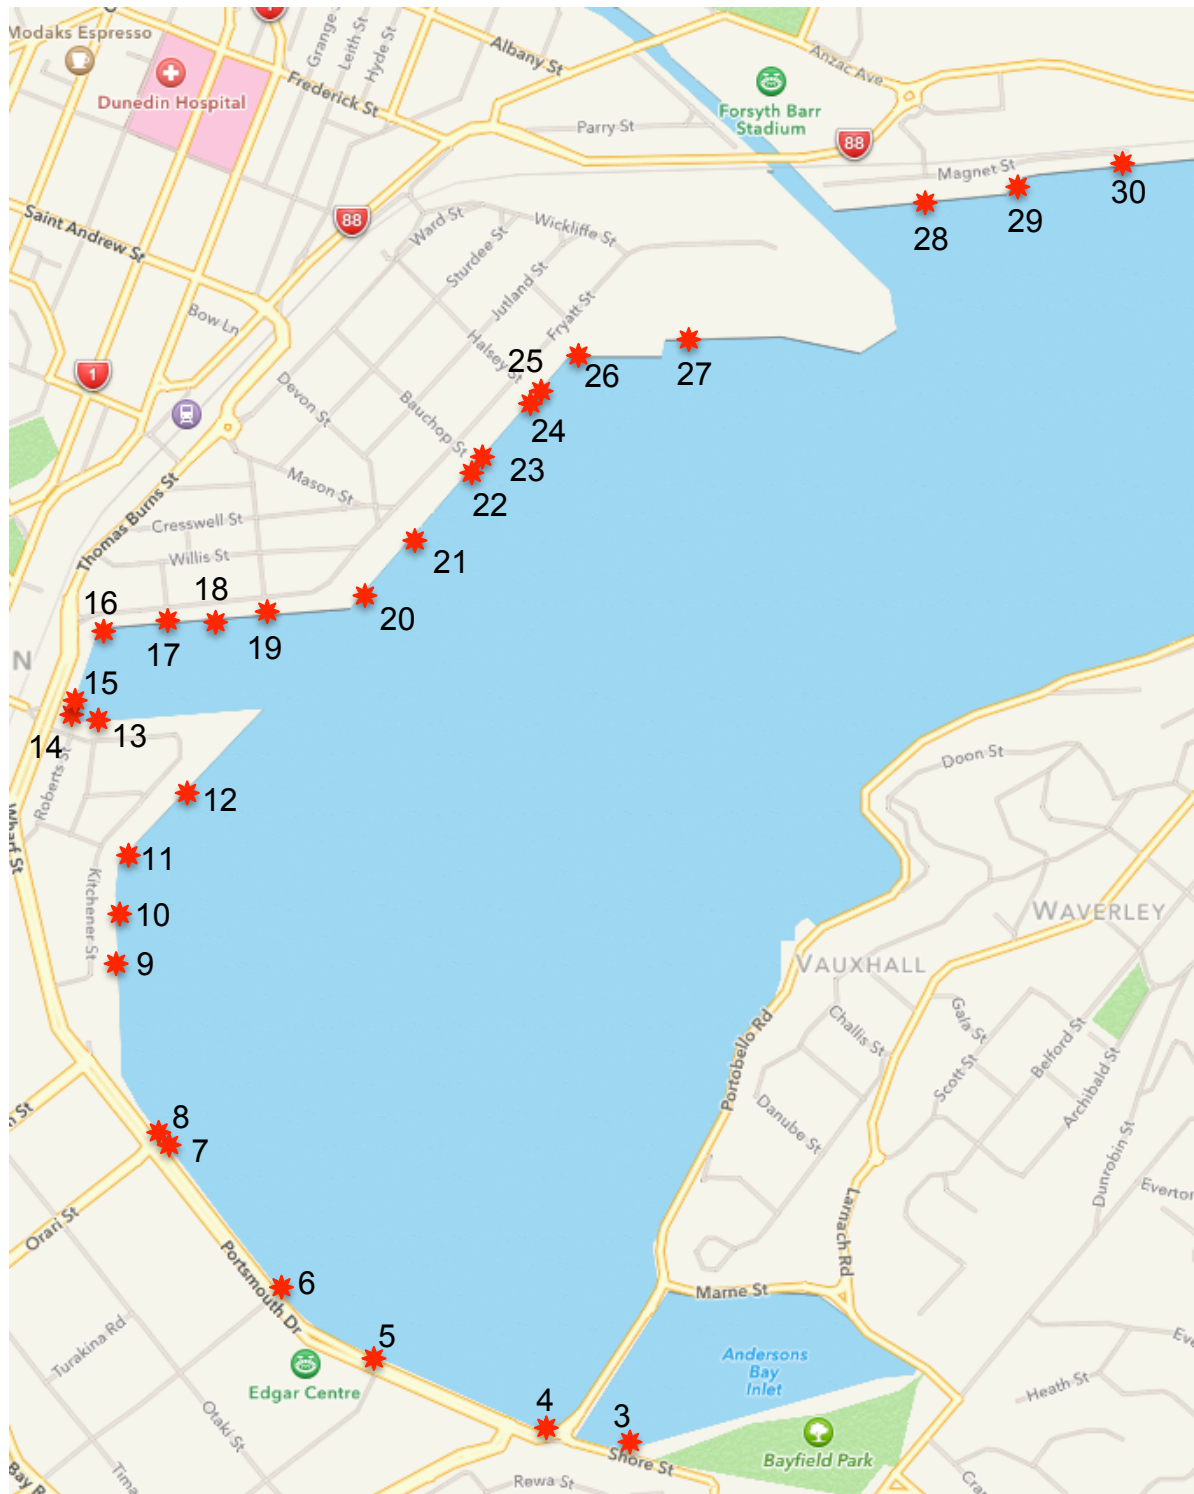 Modaks Espresso
Dunedin Hospital
1
Grange
Leith St
Hyde St
Frederick St
Albany St
Anzac Ave
Forsyth Barr
Stadium
Parry St
88
Magnet St
30
29
28
Saint Andrew St
88
Ward St
Wickliffe St
Sturdee St
Jutland St
Fryatt St
Bow Ln
Halsey St
25
26
27
1
Devon St
Bauchop St
24
23
22
Mason St
Thomas Burns St
Cresswell St
Willis St
21
20
16
18
17
19
N
15
14
13
Roberts St
Doon St
12
Wharf St
11
Kitchener St
10
WAVERLEY
9
VAUXHALL
Challis St
Gala St
Portobello Rd
Scott St
Belford St
Archibald St
n St
8
7
Danube St
Dunrobin St
Everton
Orari St
Larnach Rd
Portsmouth Dr
6
Marne St
Turakina Rd
5
Edgar Centre
Andersons
Bay
Inlet
Eve
Heath St
Otaki St
4
3
Shore St
Bayfield Park
Bay R
Tima
Rewa St
Cra